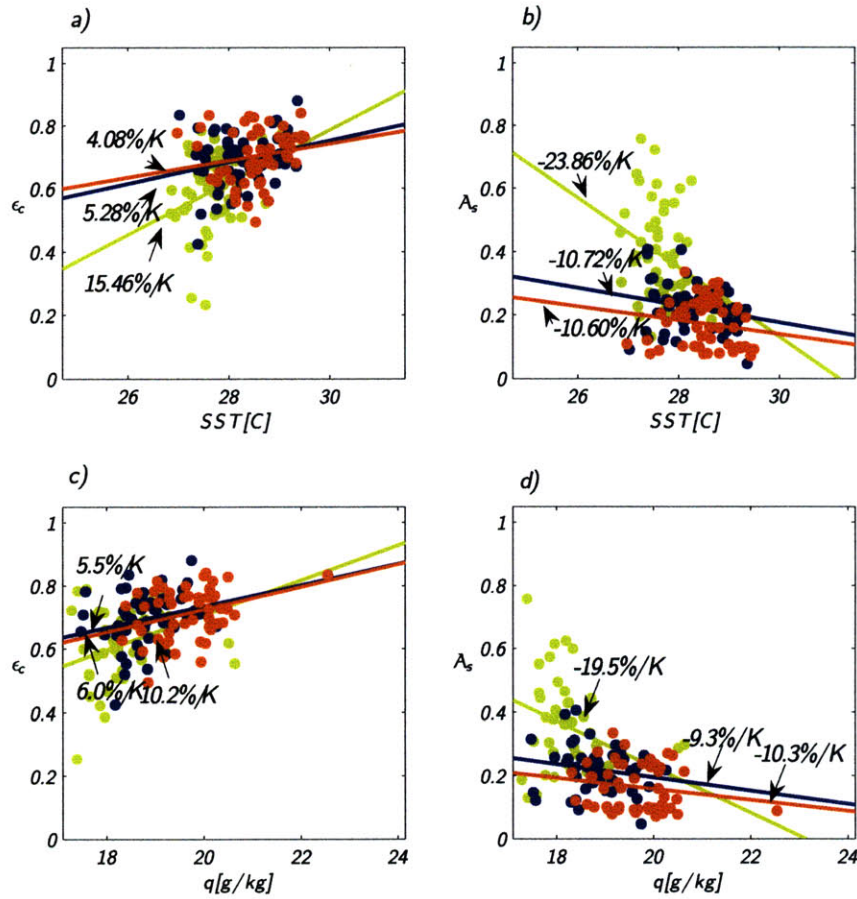 a)
1
0.8
0.6
0.4
0.2
0
ϵc
4.08%/K
5.28%/K
15.46%/K
26
28
30
SST[C]
b)
1
0.8
0.6
0.4
0.2
0
As
-23.86%/K
-10.72%/K
-10.60%/K
26
28
30
SST[C]
c)
1
0.8
0.6
0.4
0.2
0
ϵc
5.5%/K
6.0%/K
10.2%/K
18
20
22
24
q[g/kg]
d)
1
0.8
0.6
0.4
0.2
0
As
-19.5%/K
-9.3%/K
-10.3%/K
18
20
22
24
q[g/kg]